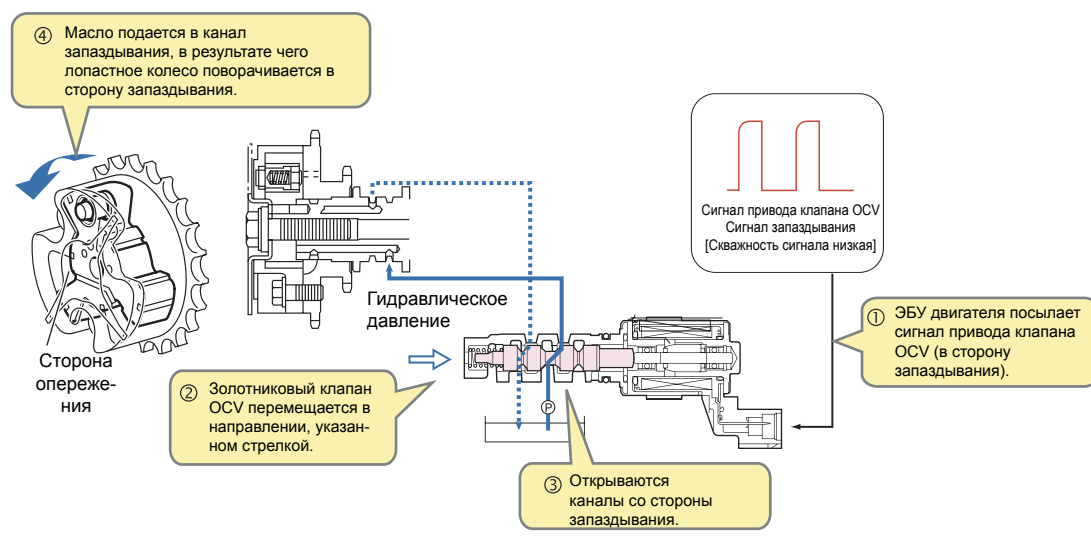 ④ Масло подается в канал
запаздывания, в результате чего
лопастное колесо поворачивается в
сторону запаздывания.
Сигнал привода клапана OCV
Сигнал запаздывания
[Скважность сигнала низкая]
Гидравлическое
давление
① ЭБУ двигателя посылает
сигнал привода клапана
OCV (в сторону
запаздывания).
Сторона
опереже-
ния
② Золотниковый клапан
OCV перемещается в
направлении, указан-
ном стрелкой.
P
③ Открываются
каналы со стороны
запаздывания.